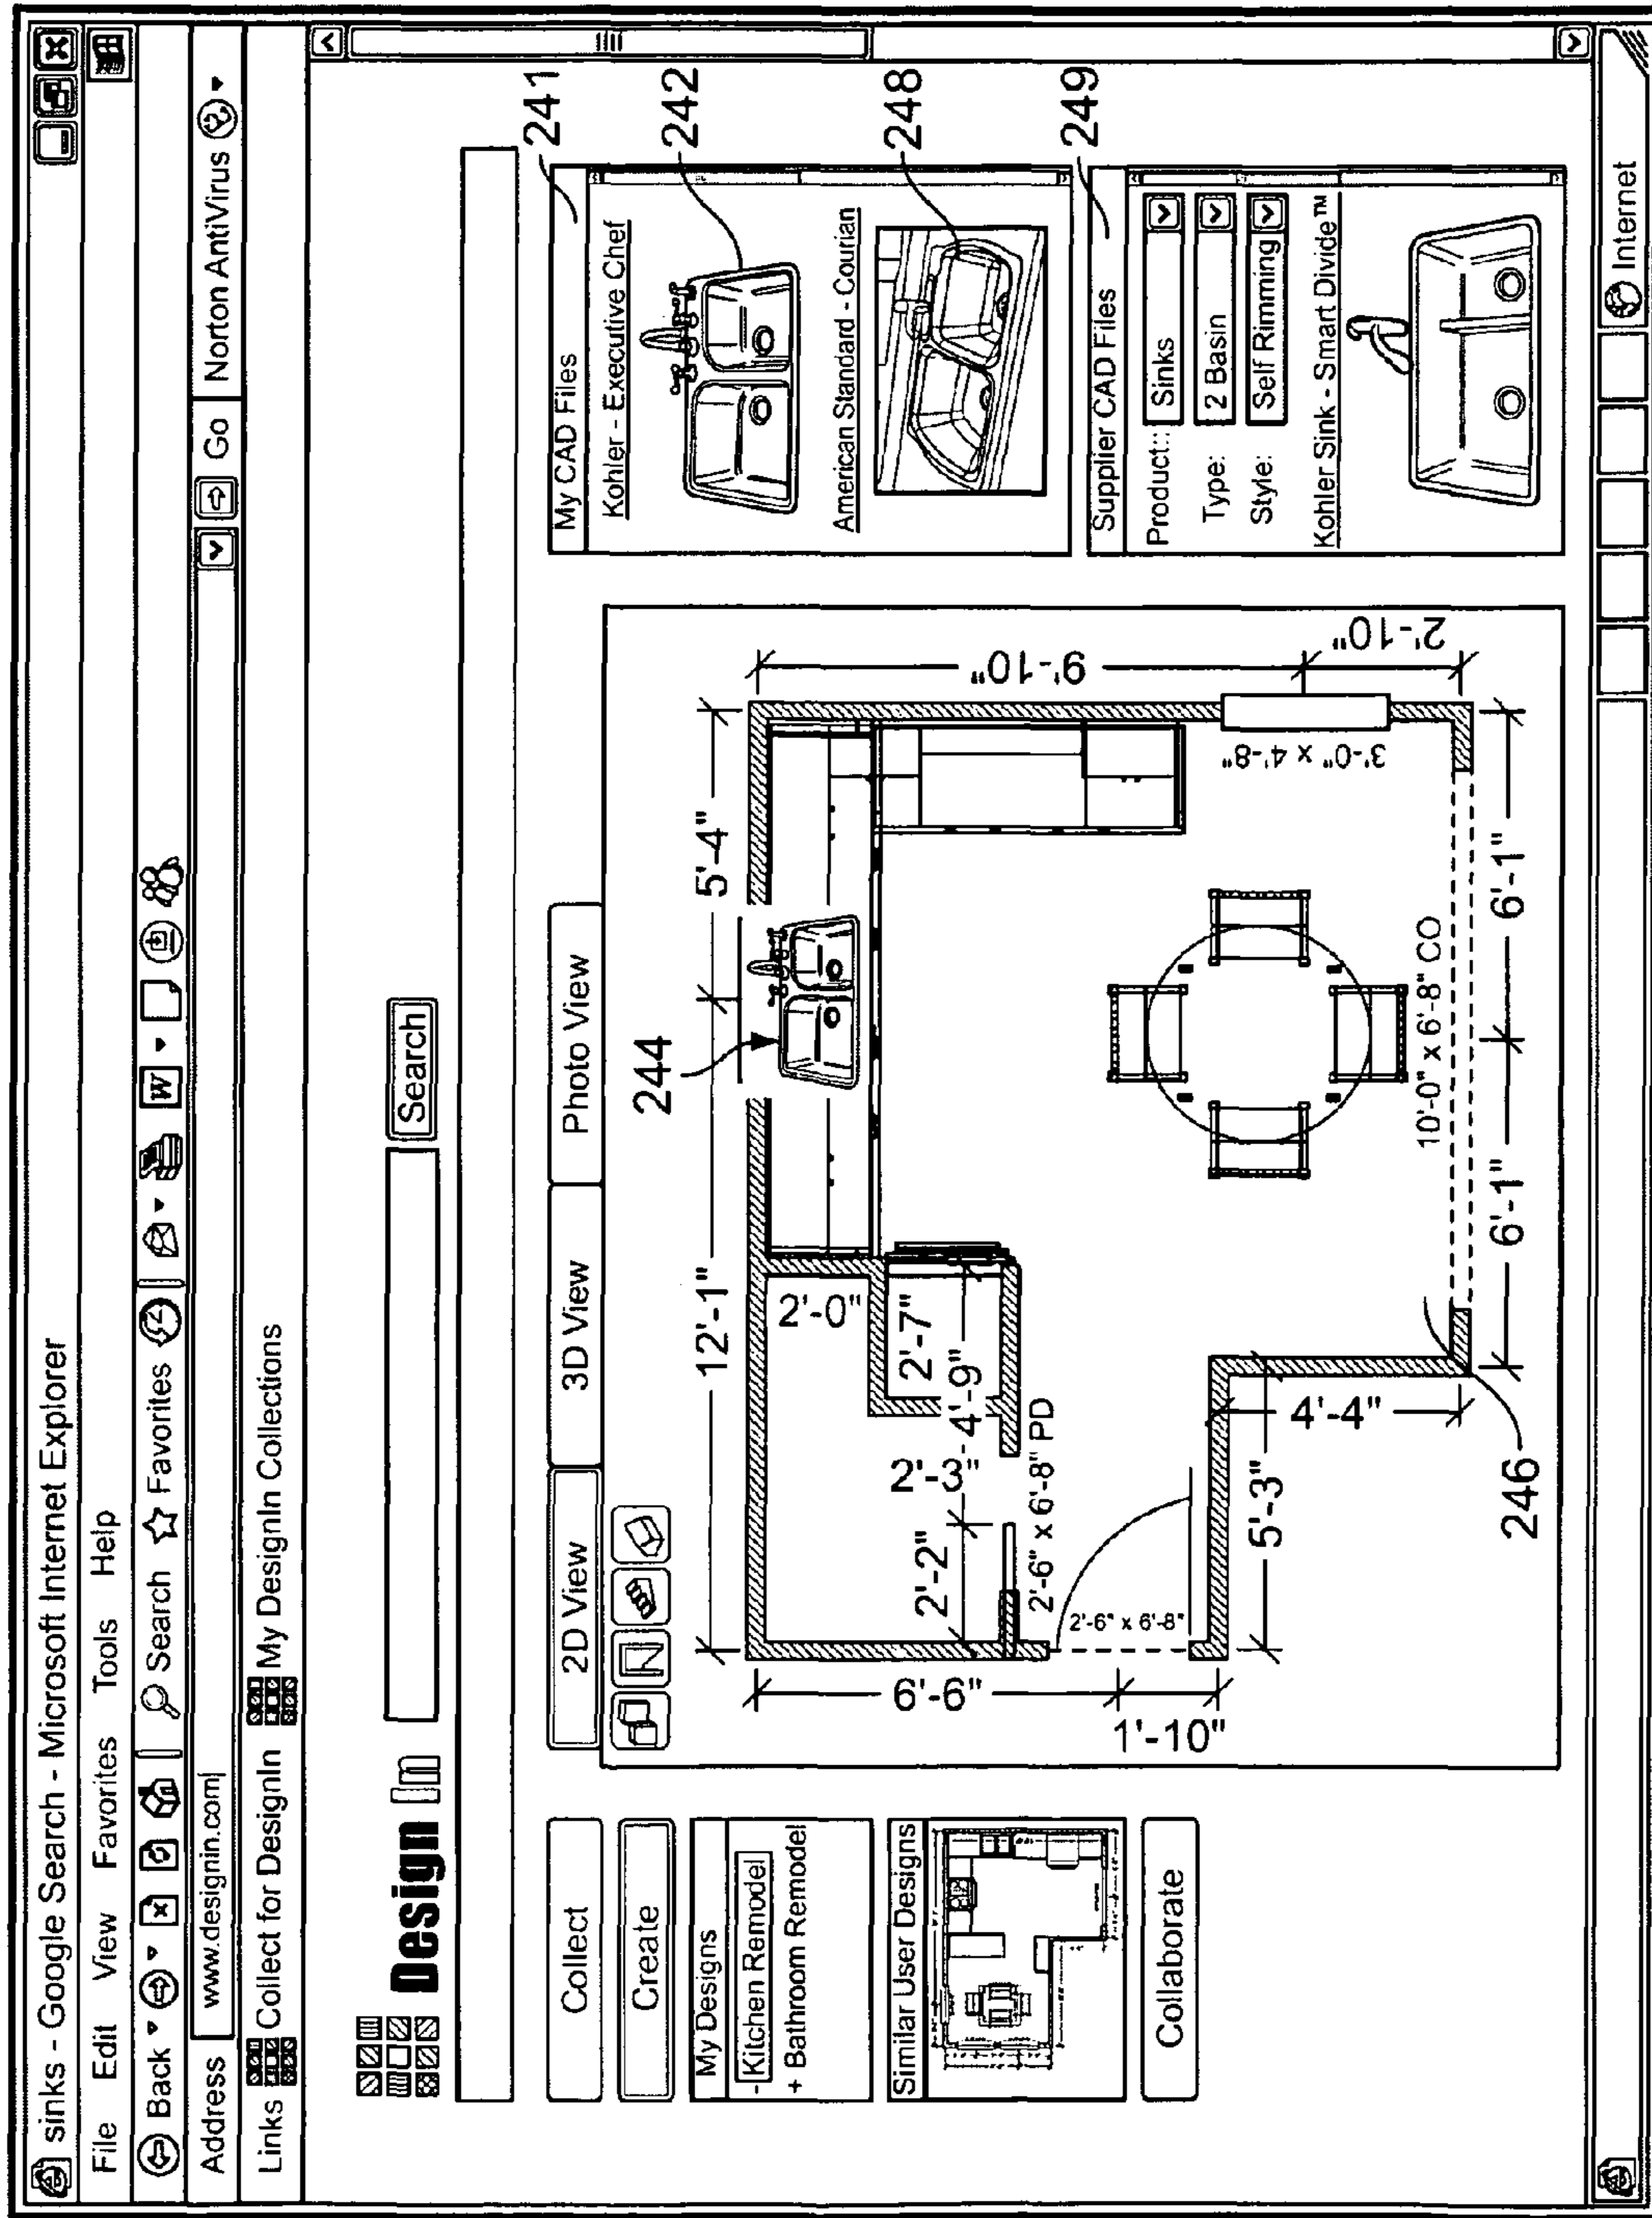 sinks - Google Search - Microsoft Internet Explorer
File Edit View Favorites Tools Help
Back Search Favorites W
Address www.designin.com Go Norton AntiVirus
Links Collect for DesignIn My DesignIn Collections
Design In Search
Collect
Create
My Designs
- Kitchen Remodel
+ Bathroom Remodel
Similar User Designs
Collaborate
2D View 3D View Photo View
244
12'-1" 5'-4"
6'-6"
1'-10"
2'-0"
2'-7"
4'-9"
2'-3"
2'-2"
2'-6" x 6'-8" PD
2'-6" x 6'-8"
5'-3"
4'-4"
246
9'-10"
2'-10"
3'-0" x 4'-8"
10'-0" x 6'-8" CO
6'-1" 6'-1"
My CAD Files 241
Kohler - Executive Chef
242
American Standard - Courian
248
Supplier CAD Files 249
Product:: Sinks
Type: 2 Basin
Style: Self Rimming
Kohler Sink - Smart Divide™
Internet